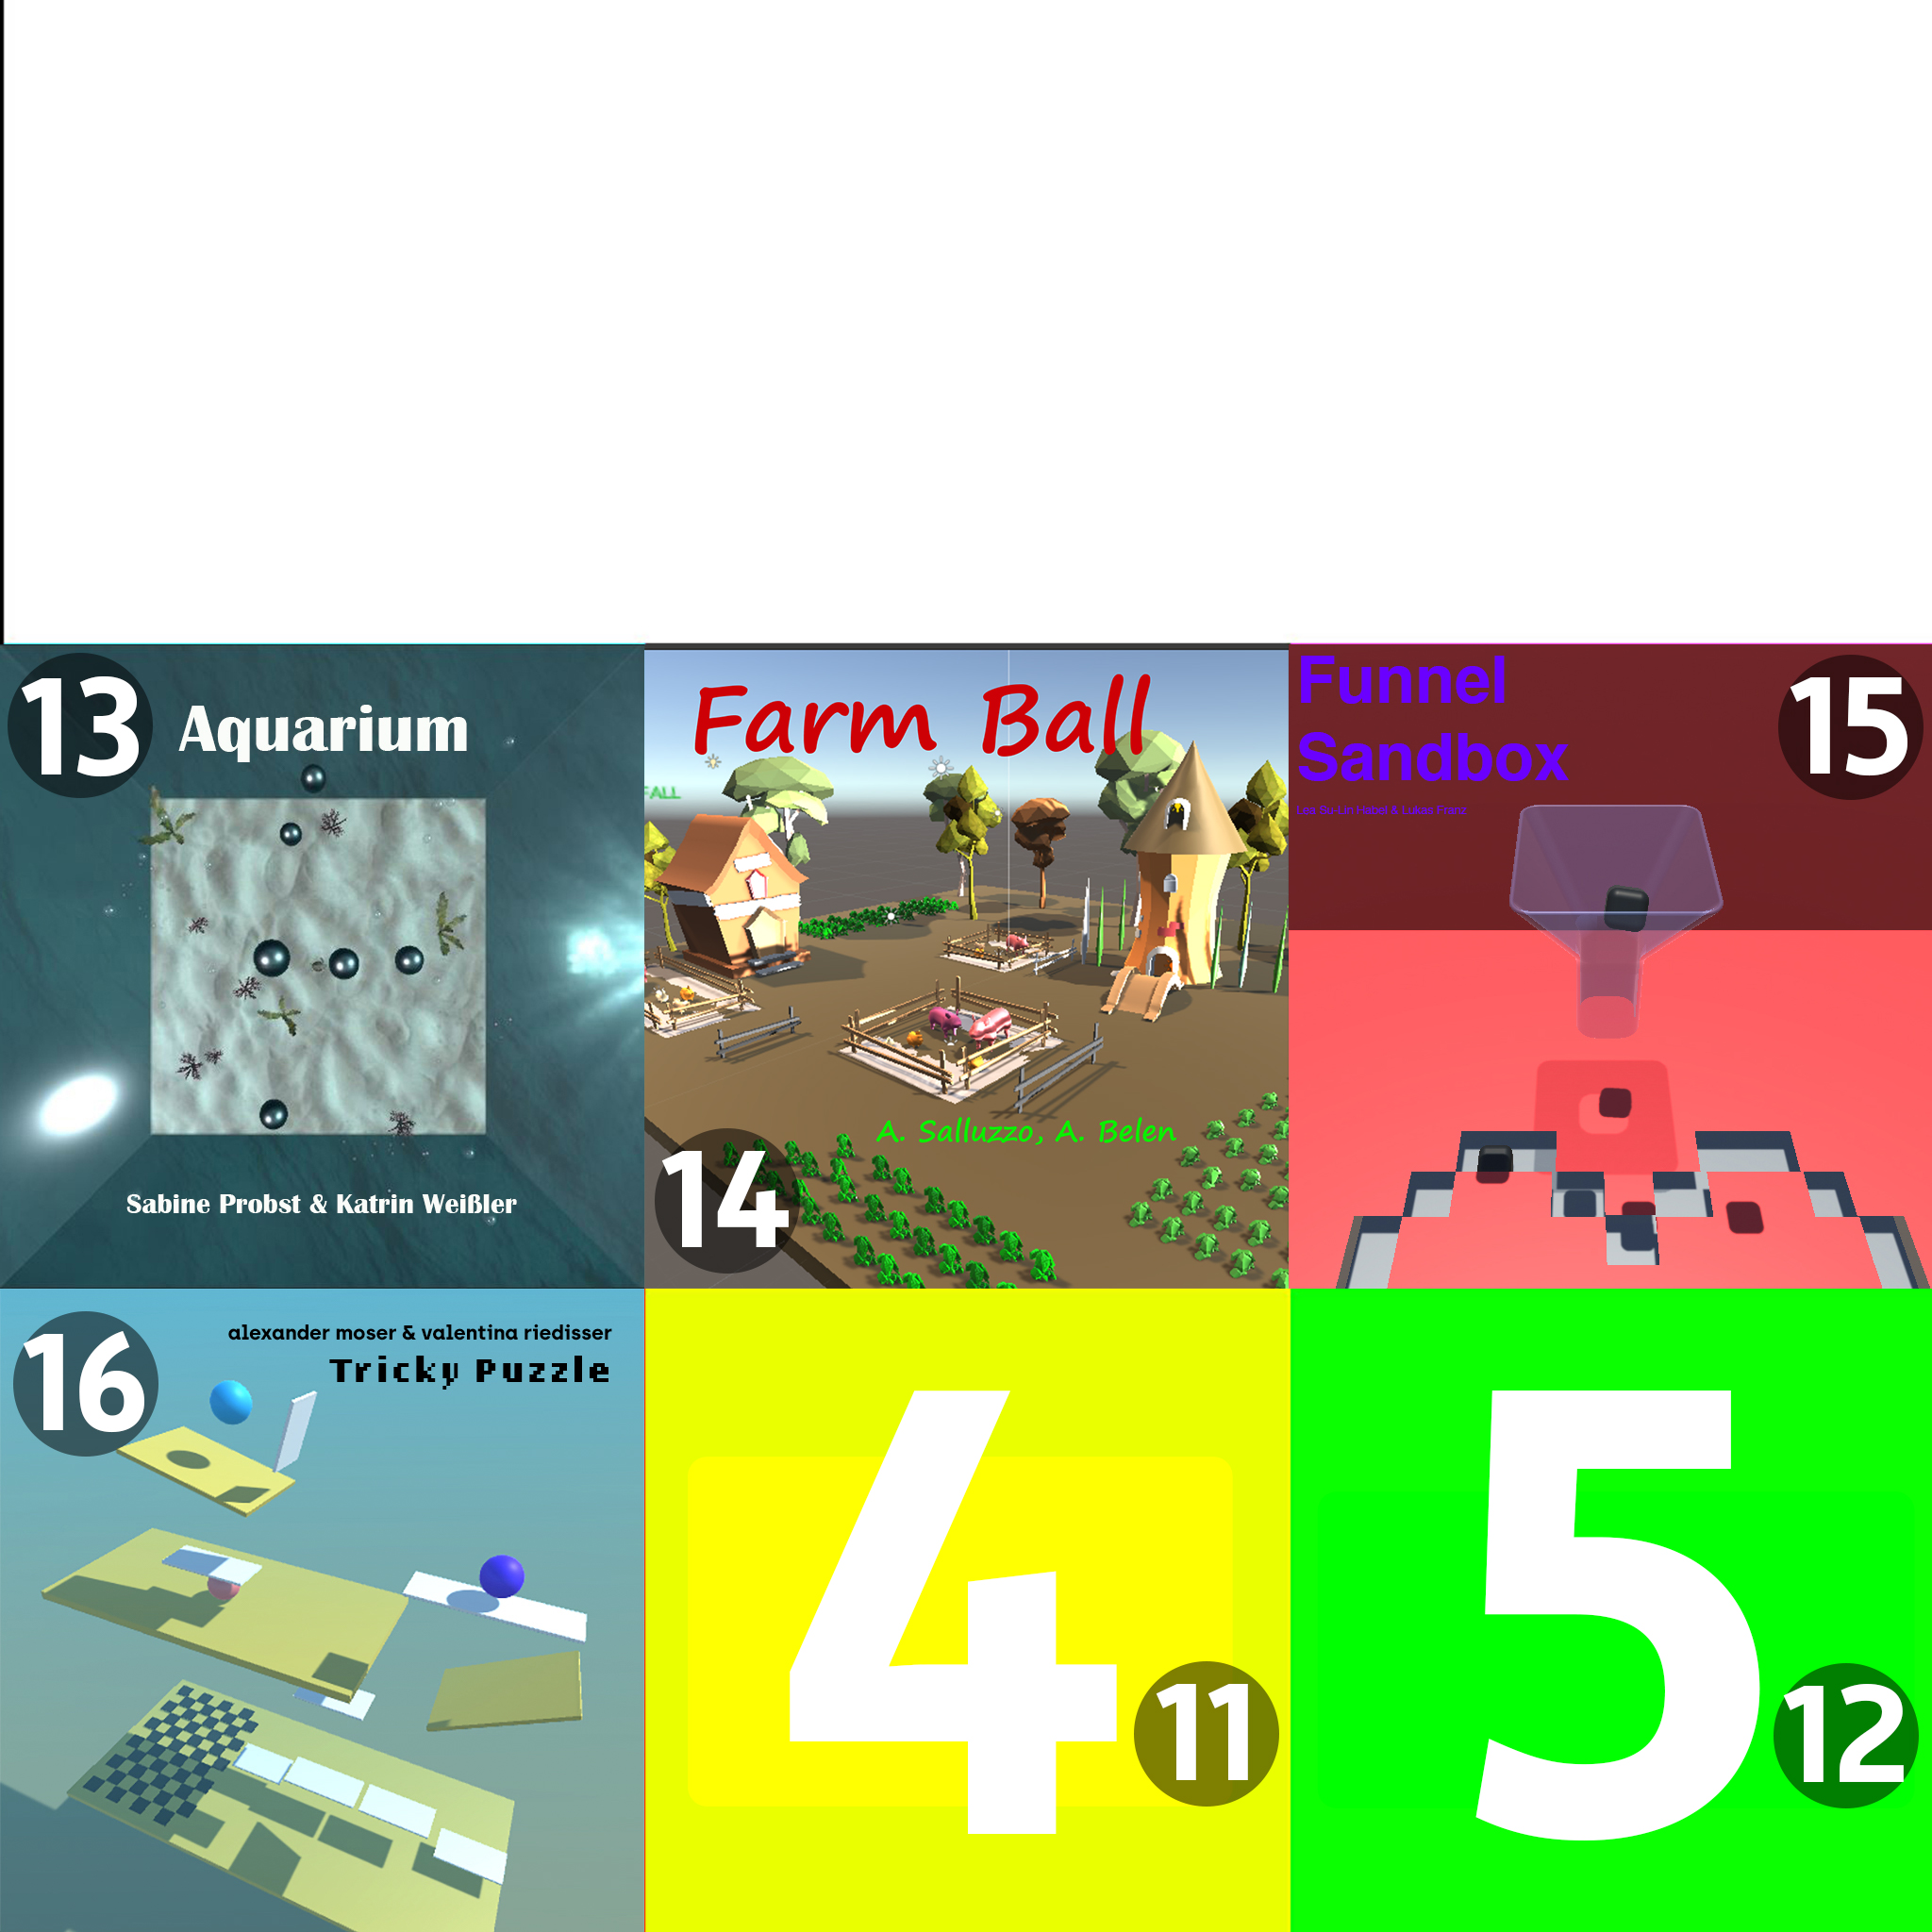 13
Aquarium
Sabine Probst & Katrin Weißler
Farm Ball
FALL
A. Salluzzo, A. Belen
14
Funnel
Sandbox
15
16
alexander moser & valentina riedisser
Tricky Puzzle
4
11
5
12